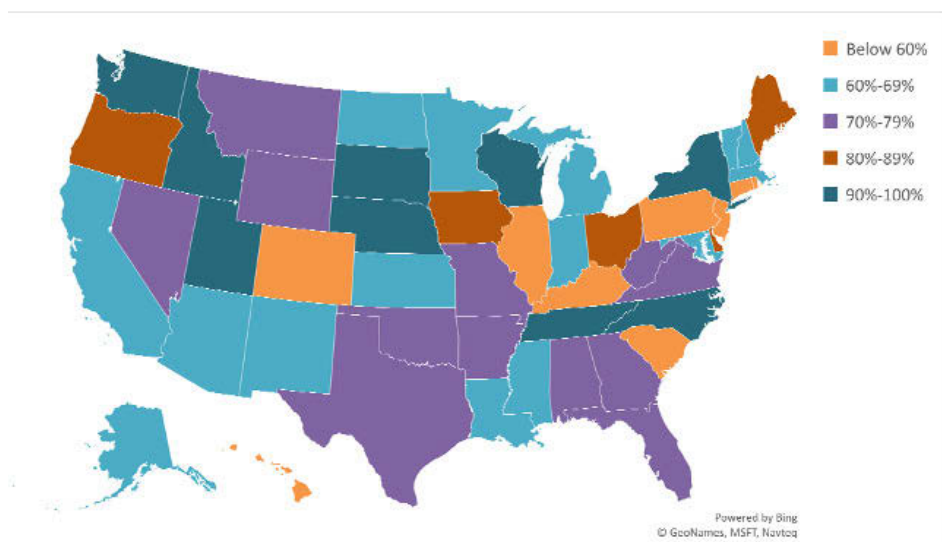 Below 60%
60%-69%
70%-79%
80%-89%
90%-100%
Powered by Bing
© GeoNames, MSFT, Navteq